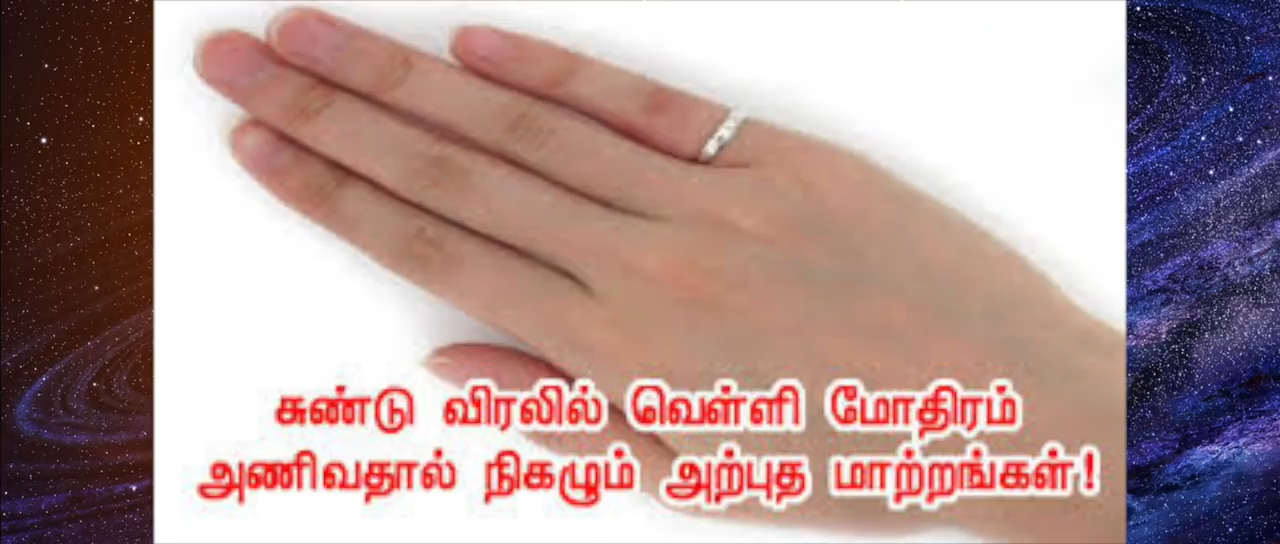 சுண்டு விரலில் வெள்ளி மோதிரம்
அணிவதால் நிகழும் அற்புத மாற்றங்கள்!